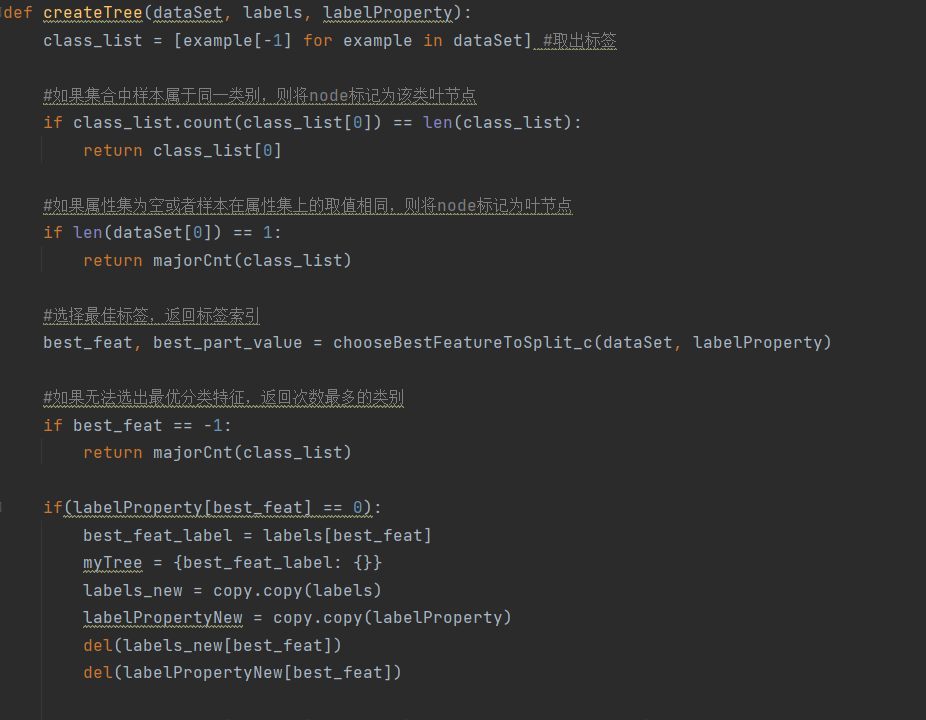 def createTree(dataSet, labels, labelProperty):
    class_list = [example[-1] for example in dataSet] #取出标签
    #如果集合中样本属于同一类别，则将node标记为该类叶节点
    if class_list.count(class_list[0]) == len(class_list):
        return class_list[0]
    #如果属性集为空或者样本在属性集上的取值相同，则将node标记为叶节点
    if len(dataSet[0]) == 1:
        return majorCnt(class_list)
    #选择最佳标签，返回标签索引
    best_feat, best_part_value = chooseBestFeatureToSplit_c(dataSet, labelProperty)
    #如果无法选出最优分类特征，返回次数最多的类别
    if best_feat == -1:
        return majorCnt(class_list)
    if(labelProperty[best_feat] == 0):
        best_feat_label = labels[best_feat]
        myTree = {best_feat_label: {}}
        labels_new = copy.copy(labels)
        labelPropertyNew = copy.copy(labelProperty)
        del(labels_new[best_feat])
        del(labelPropertyNew[best_feat])